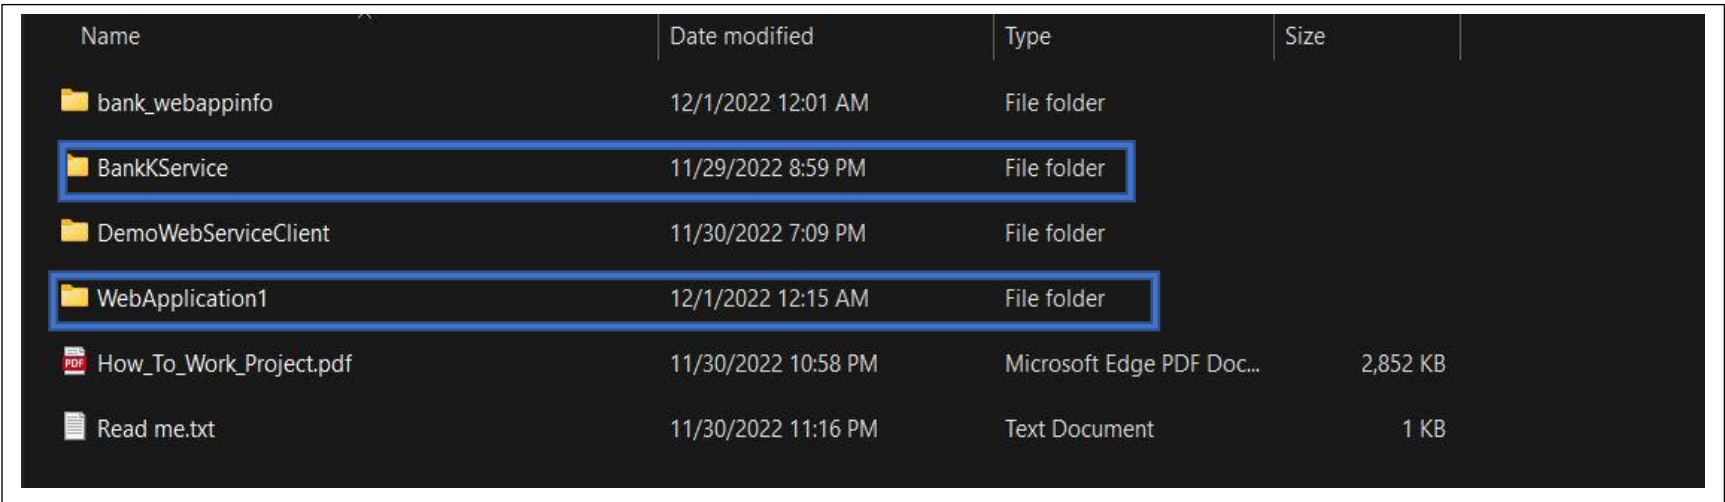 Name Date modified Type Size
bank_webappinfo 12/1/2022 12:01 AM File folder
BankKService 11/29/2022 8:59 PM File folder
DemoWebServiceClient 11/30/2022 7:09 PM File folder
WebApplication1 12/1/2022 12:15 AM File folder
PDF How_To_Work_Project.pdf 11/30/2022 10:58 PM Microsoft Edge PDF Doc... 2,852 KB
Read me.txt 11/30/2022 11:16 PM Text Document 1 KB